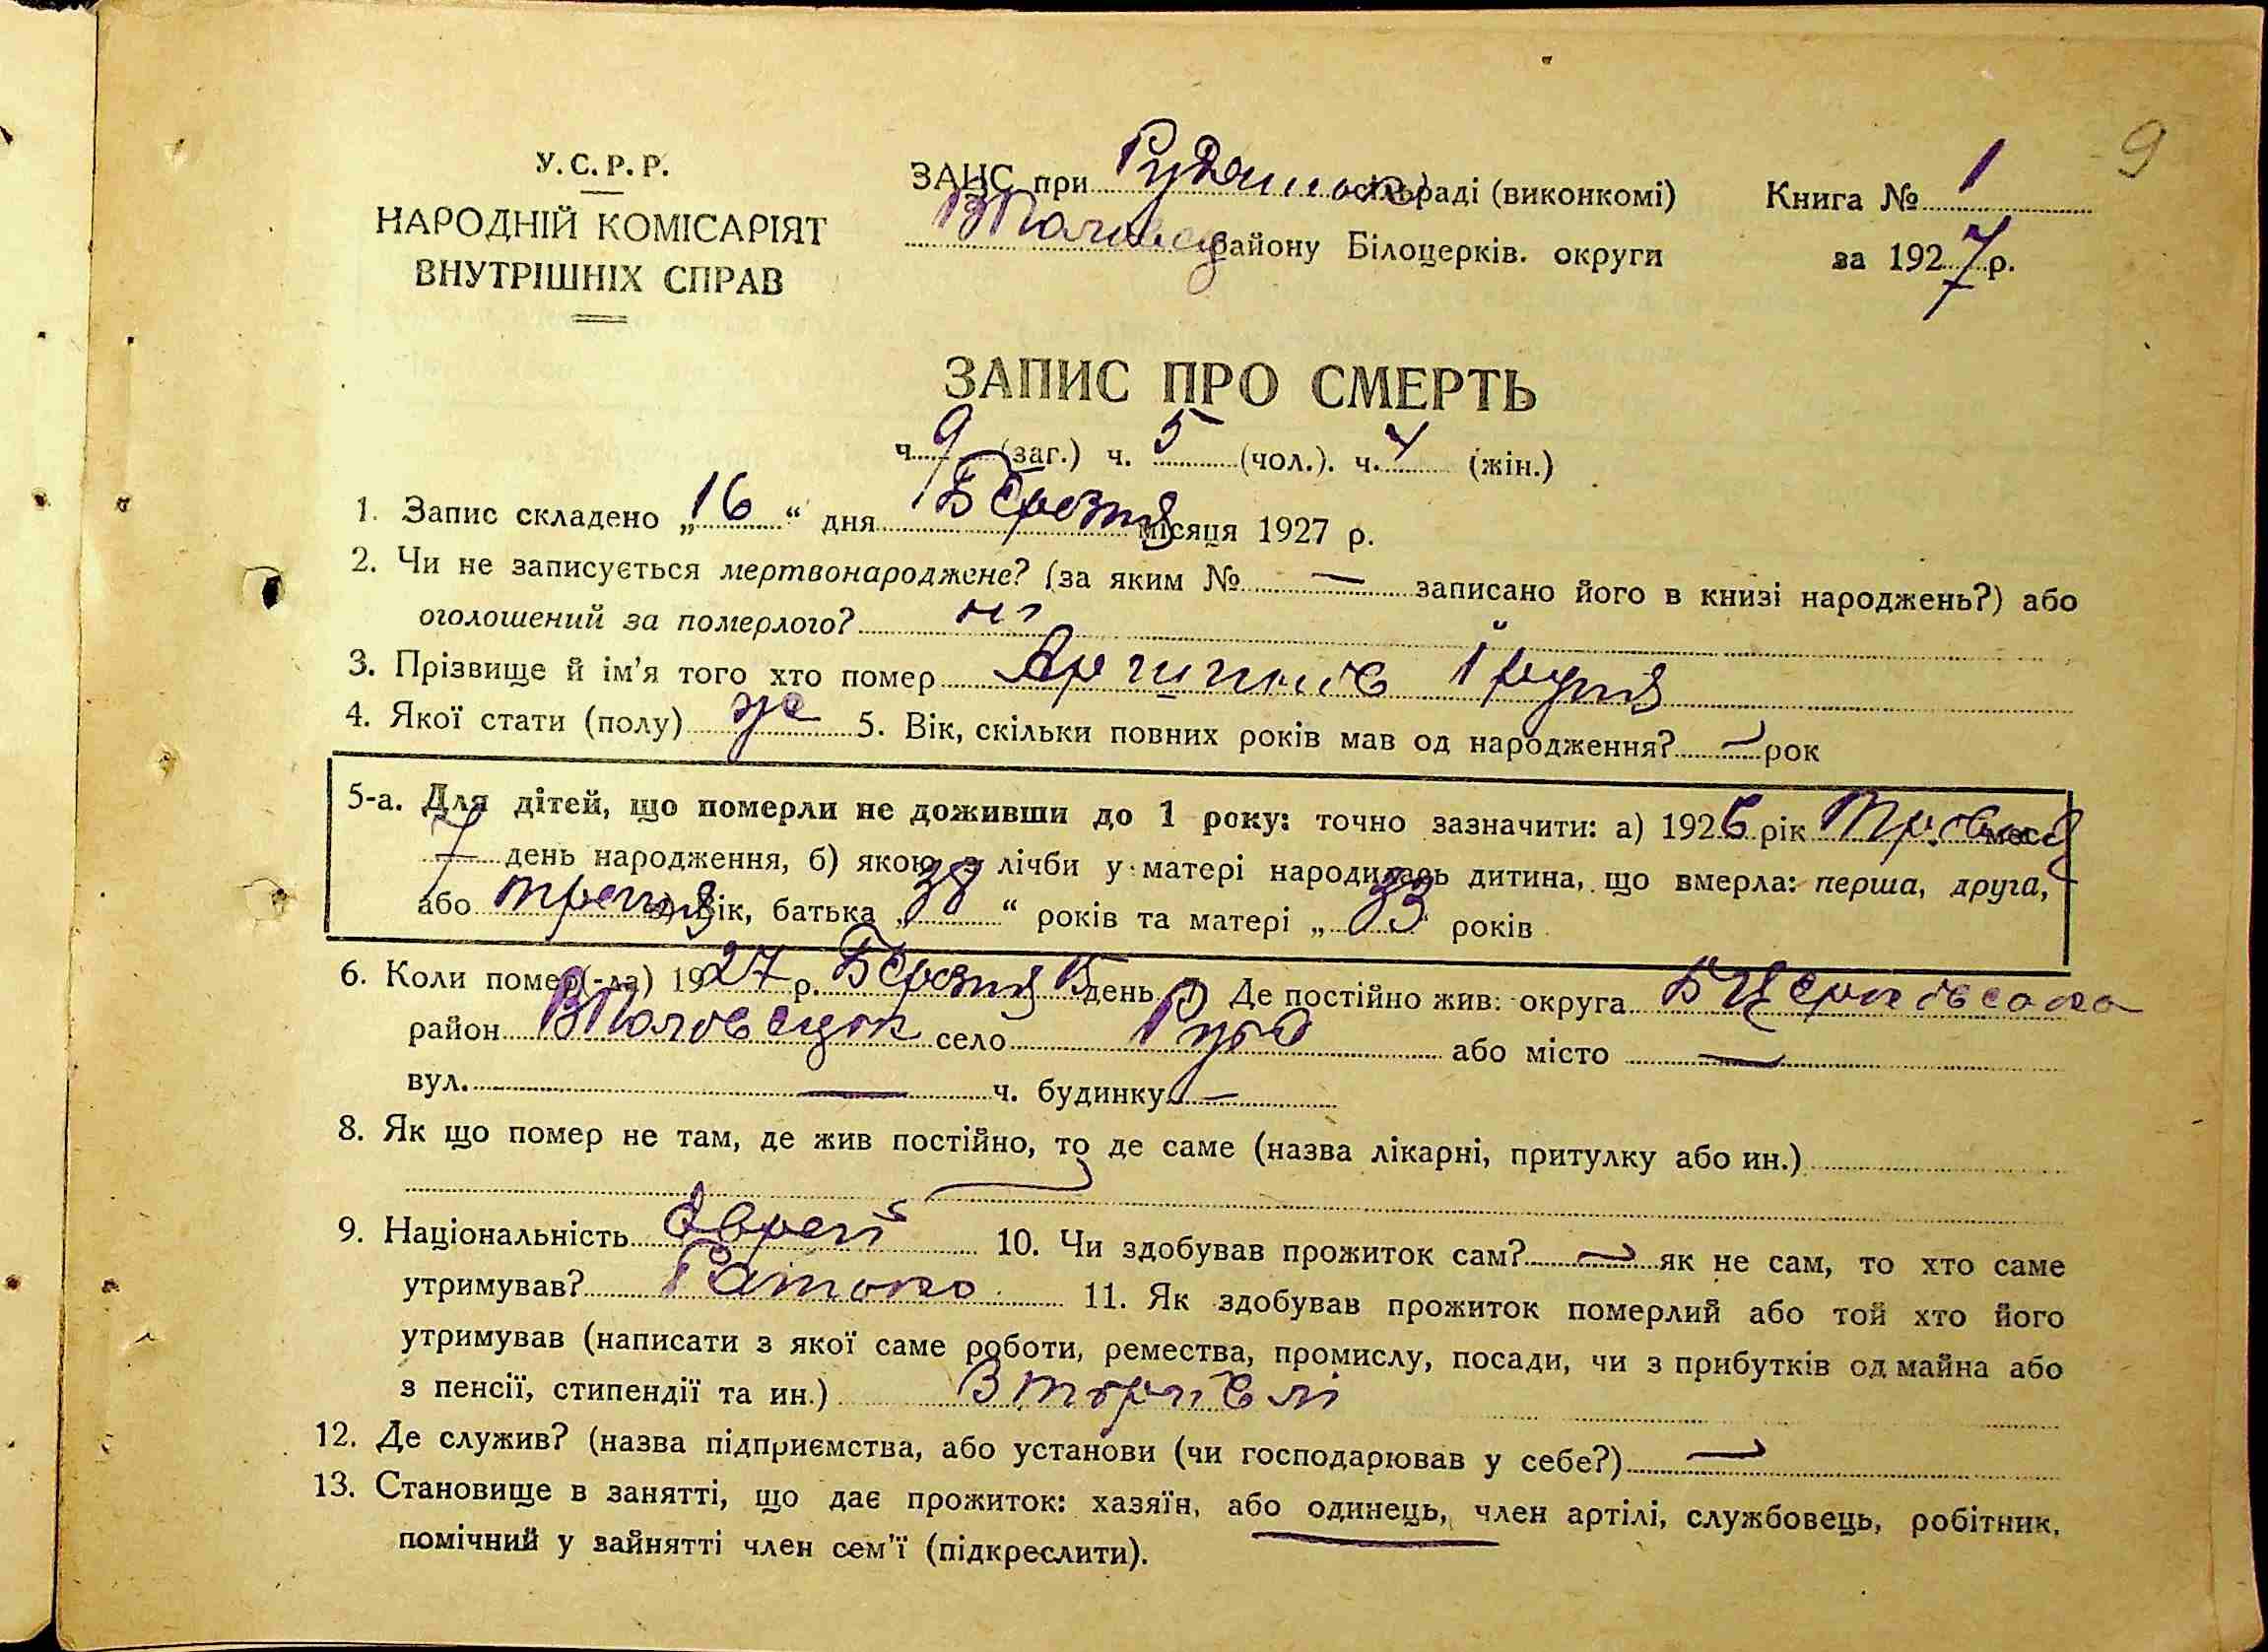 9
У.С.Р.Р.
НАРОДНІЙ КОМІСАРІЯТ
ВНУТРІШНІХ СПРАВ
ЗАГС при сільраді (виконкомі)
району Білоцерків. округи
Книга № 1
за 1927 р.
ЗАПИС ПРО СМЕРТЬ
ч. 9 (заг.) ч. 5 (чол.). ч. 4 (жін.)
1. Запис складено „16“ дня Березня місяця 1927 р.
2. Чи не записується мертвонароджене? (за яким № — записано його в книзі народжень?) або
оголошений за померлого? ні
3. Прізвище й ім’я того хто помер
4. Якої стати (полу) ж 5. Вік, скільки повних років мав од народження? — рок
5-а. Для дітей, що померли не доживши до 1 року: точно зазначити: а) 1926 рік
7 день народження, б) якою з лічби у матері народилась дитина, що вмерла: перша, друга,
або третя в) вік, батька „38“ років та матері „33“ років
6. Коли помер(-ла) 1927 р. Березня 15 день 7) Де постійно жив: округа БЦерківська
район ВПоловецьк село Руда або місто —
вул. — ч. будинку —
8. Як що помер не там, де жив постійно, то де саме (назва лікарні, притулку або ин.)
—
9. Національність Єврей 10. Чи здобував прожиток сам? — як не сам, то хто саме
утримував? Батько 11. Як здобував прожиток померлий або той хто його
утримував (написати з якої саме роботи, ремества, промислу, посади, чи з прибутків од майна або
з пенсії, стипендії та ин.) З торгівлі
12. Де служив? (назва підприємства, або установи (чи господарював у себе?) —
13. Становище в занятті, що дає прожиток: хазяїн, або одинець, член артілі, службовець, робітник,
помічний у зайнятті член сем’ї (підкреслити).